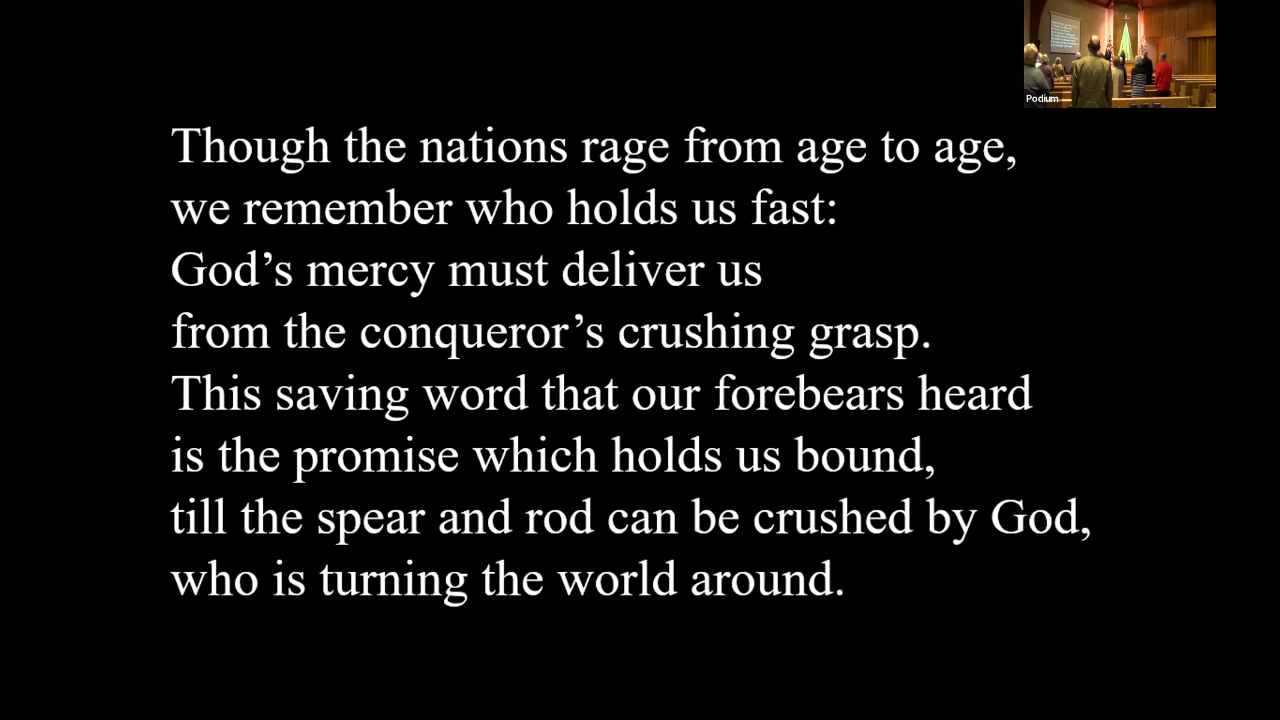 Podium
Though the nations rage from age to age,
we remember who holds us fast:
God’s mercy must deliver us
from the conqueror’s crushing grasp.
This saving word that our forebears heard
is the promise which holds us bound,
till the spear and rod can be crushed by God,
who is turning the world around.